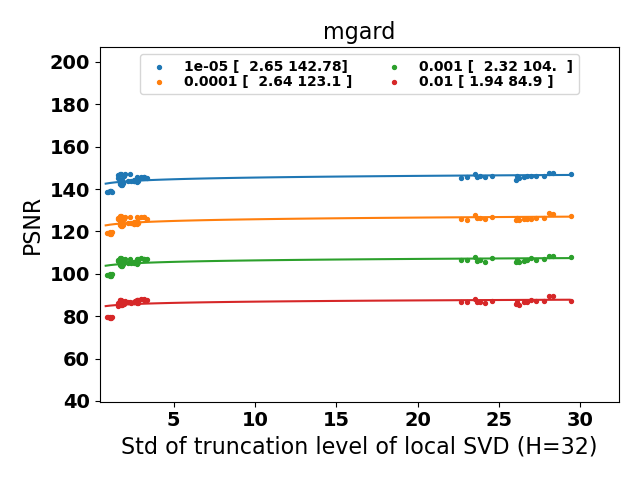 mgard
1e-05 [  2.65 142.78]
0.0001 [  2.64 123.1 ]
0.001 [  2.32 104.  ]
0.01 [ 1.94 84.9 ]
PSNR
200
180
160
140
120
100
80
60
40
5 10 15 20 25 30
Std of truncation level of local SVD (H=32)